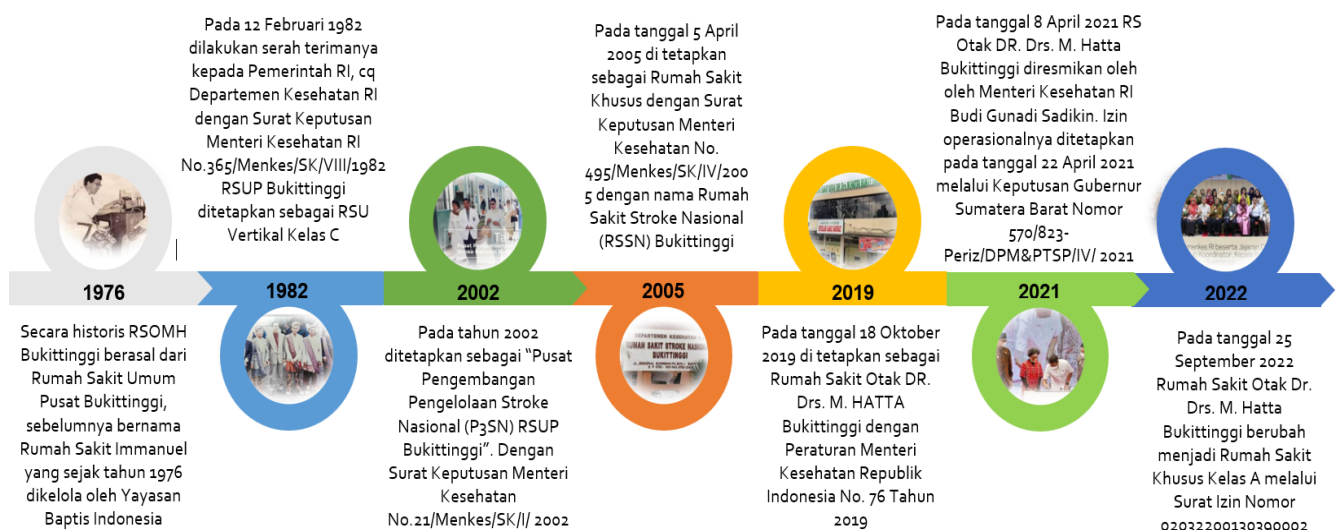 Pada 12 Februari 1982
dilakukan serah terimanya
kepada Pemerintah RI, cq
Departemen Kesehatan RI
dengan Surat Keputusan
Menteri Kesehatan RI
No.365/Menkes/SK/VIII/1982
RSUP Bukittinggi
ditetapkan sebagai RSU
Vertikal Kelas C
Pada tanggal 5 April
2005 di tetapkan
sebagai Rumah Sakit
Khusus dengan Surat
Keputusan Menteri
Kesehatan No.
495/Menkes/SK/IV/200
5 dengan nama Rumah
Sakit Stroke Nasional
(RSSN) Bukittinggi
Pada tanggal 8 April 2021 RS
Otak DR. Drs. M. Hatta
Bukittinggi diresmikan oleh
oleh Menteri Kesehatan RI
Budi Gunadi Sadikin. Izin
operasionalnya ditetapkan
pada tanggal 22 April 2021
melalui Keputusan Gubernur
Sumatera Barat Nomor
570/823-
Periz/DPM&PTSP/IV/ 2021
1976
1982
2002
2005
2019
2021
2022
Secara historis RSOMH
Bukittinggi berasal dari
Rumah Sakit Umum
Pusat Bukittinggi,
sebelumnya bernama
Rumah Sakit Immanuel
yang sejak tahun 1976
dikelola oleh Yayasan
Baptis Indonesia
Pada tahun 2002
ditetapkan sebagai “Pusat
Pengembangan
Pengelolaan Stroke
Nasional (P3SN) RSUP
Bukittinggi”. Dengan
Surat Keputusan Menteri
Kesehatan
No.21/Menkes/SK/I/ 2002
DEPARTEMEN KESEHATAN
RUMAH SAKIT STROKE NASIONAL
BUKITTINGGI
Pada tanggal 18 Oktober
2019 di tetapkan sebagai
Rumah Sakit Otak DR.
Drs. M. HATTA
Bukittinggi dengan
Peraturan Menteri
Kesehatan Republik
Indonesia No. 76 Tahun
2019
Pada tanggal 25
September 2022
Rumah Sakit Otak Dr.
Drs. M. Hatta
Bukittinggi berubah
menjadi Rumah Sakit
Khusus Kelas A melalui
Surat Izin Nomor
02032200130390002